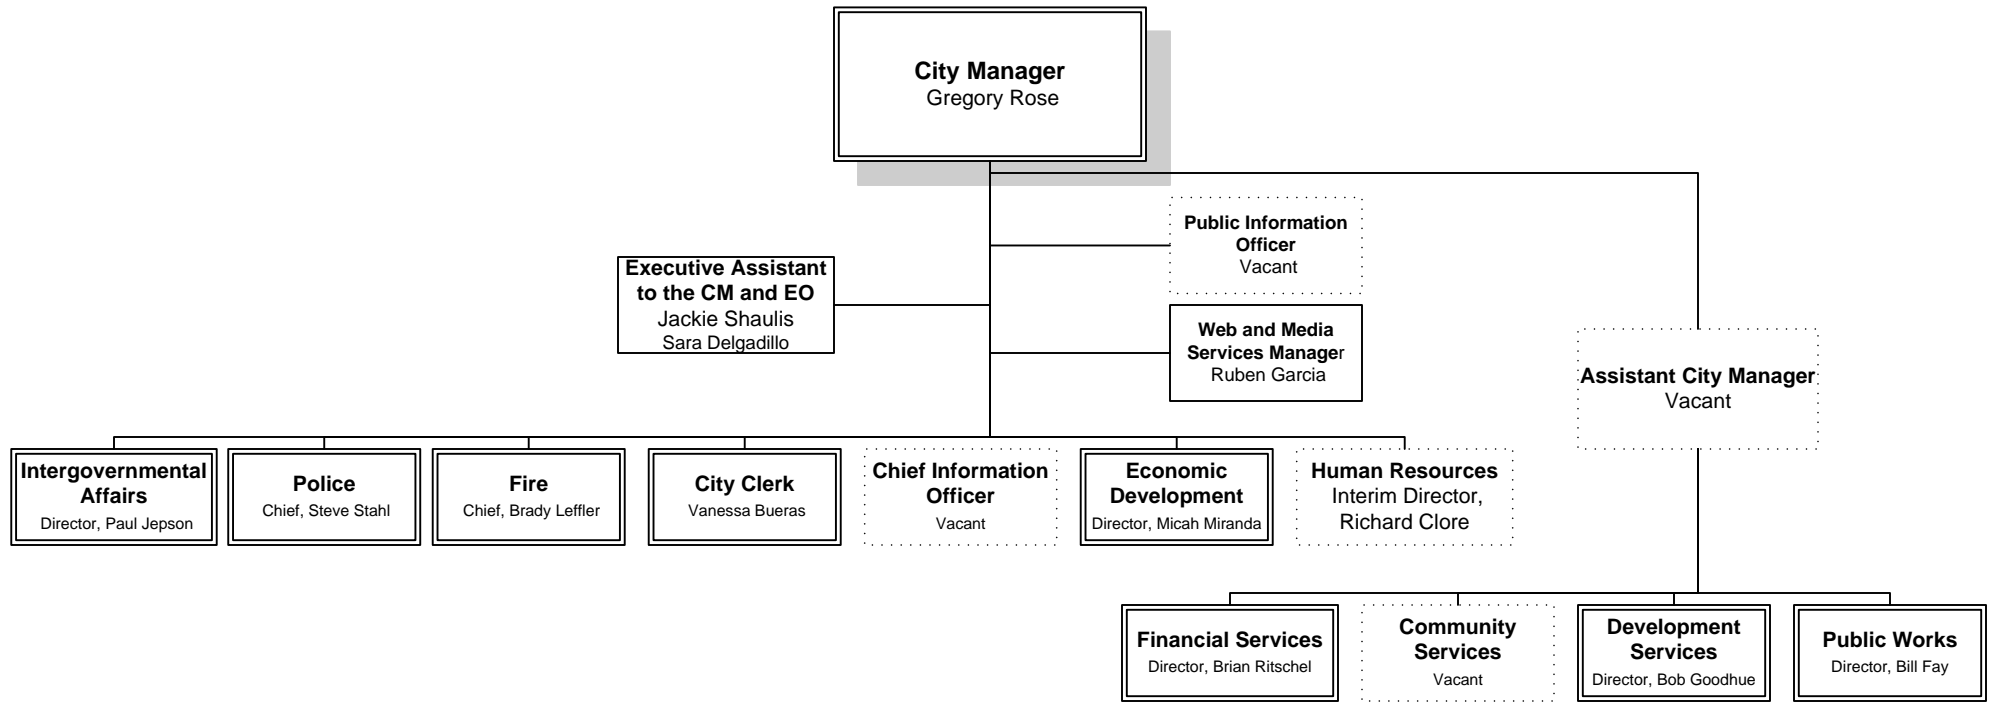 City Manager
Gregory Rose
Public Information
Officer
Vacant
Executive Assistant
to the CM and EO
Jackie Shaulis
Sara Delgadillo
Web and Media
Services Manager
Ruben Garcia
Assistant City Manager
Vacant
Intergovernmental
Affairs
Director, Paul Jepson
Police
Chief, Steve Stahl
Fire
Chief, Brady Leffler
City Clerk
Vanessa Bueras
Chief Information
Officer
Vacant
Economic
Development
Director, Micah Miranda
Human Resources
Interim Director,
Richard Clore
Financial Services
Director, Brian Ritschel
Community
Services
Vacant
Development
Services
Director, Bob Goodhue
Public Works
Director, Bill Fay